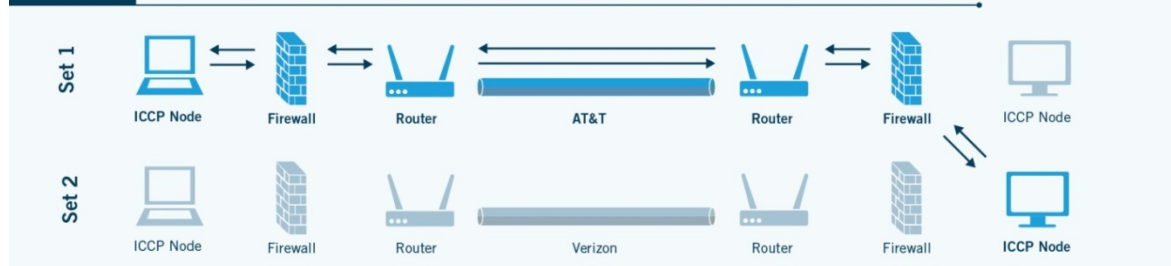 Set 1
ICCP Node
Firewall
Router
AT&T
Router
Firewall
ICCP Node
Set 2
ICCP Node
Firewall
Router
Verizon
Router
Firewall
ICCP Node